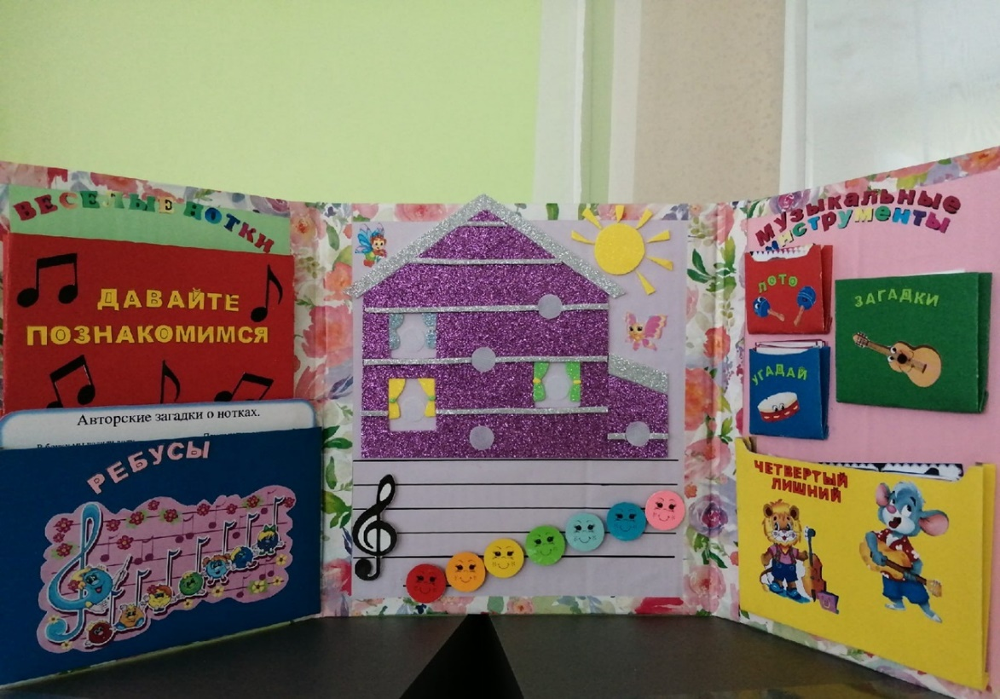 ВЕСЕЛЫЕ НОТКИ
ДАВАЙТЕ
ПОЗНАКОМИМСЯ
Авторские загадки о нотках.
РЕБУСЫ
МУЗЫКАЛЬНЫЕ
ИНСТРУМЕНТЫ
ЛОТО
ЗАГАДКИ
УГАДАЙ
ЧЕТВЕРТЫЙ
ЛИШНИЙ